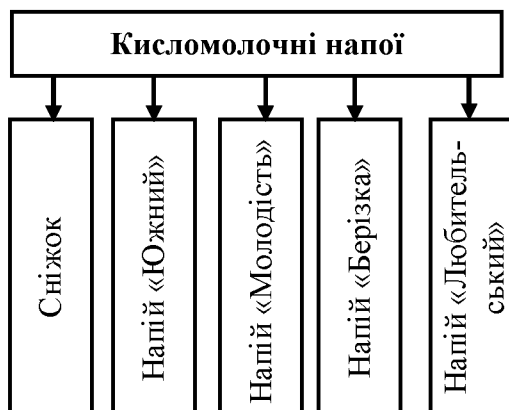 Кисломолочні напої
Сніжок
Напій «Южний»
Напій «Молодість»
Напій «Берізка»
Напій «Любитель-
ський»